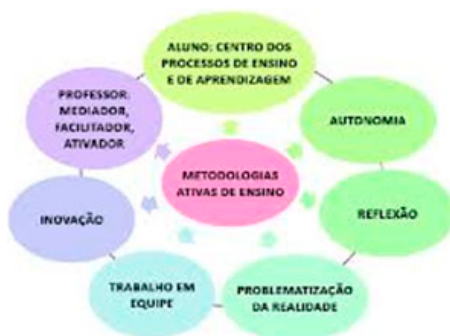 ALUNO: CENTRO DOS
PROCESSOS DE ENSINO
E DE APRENDIZAGEM
PROFESSOR:
MEDIADOR,
FACILITADOR,
ATIVADOR
AUTONOMIA
METODOLOGIAS
ATIVAS DE ENSINO
INOVAÇÃO
REFLEXÃO
TRABALHO EM
EQUIPE
PROBLEMATIZAÇÃO
DA REALIDADE